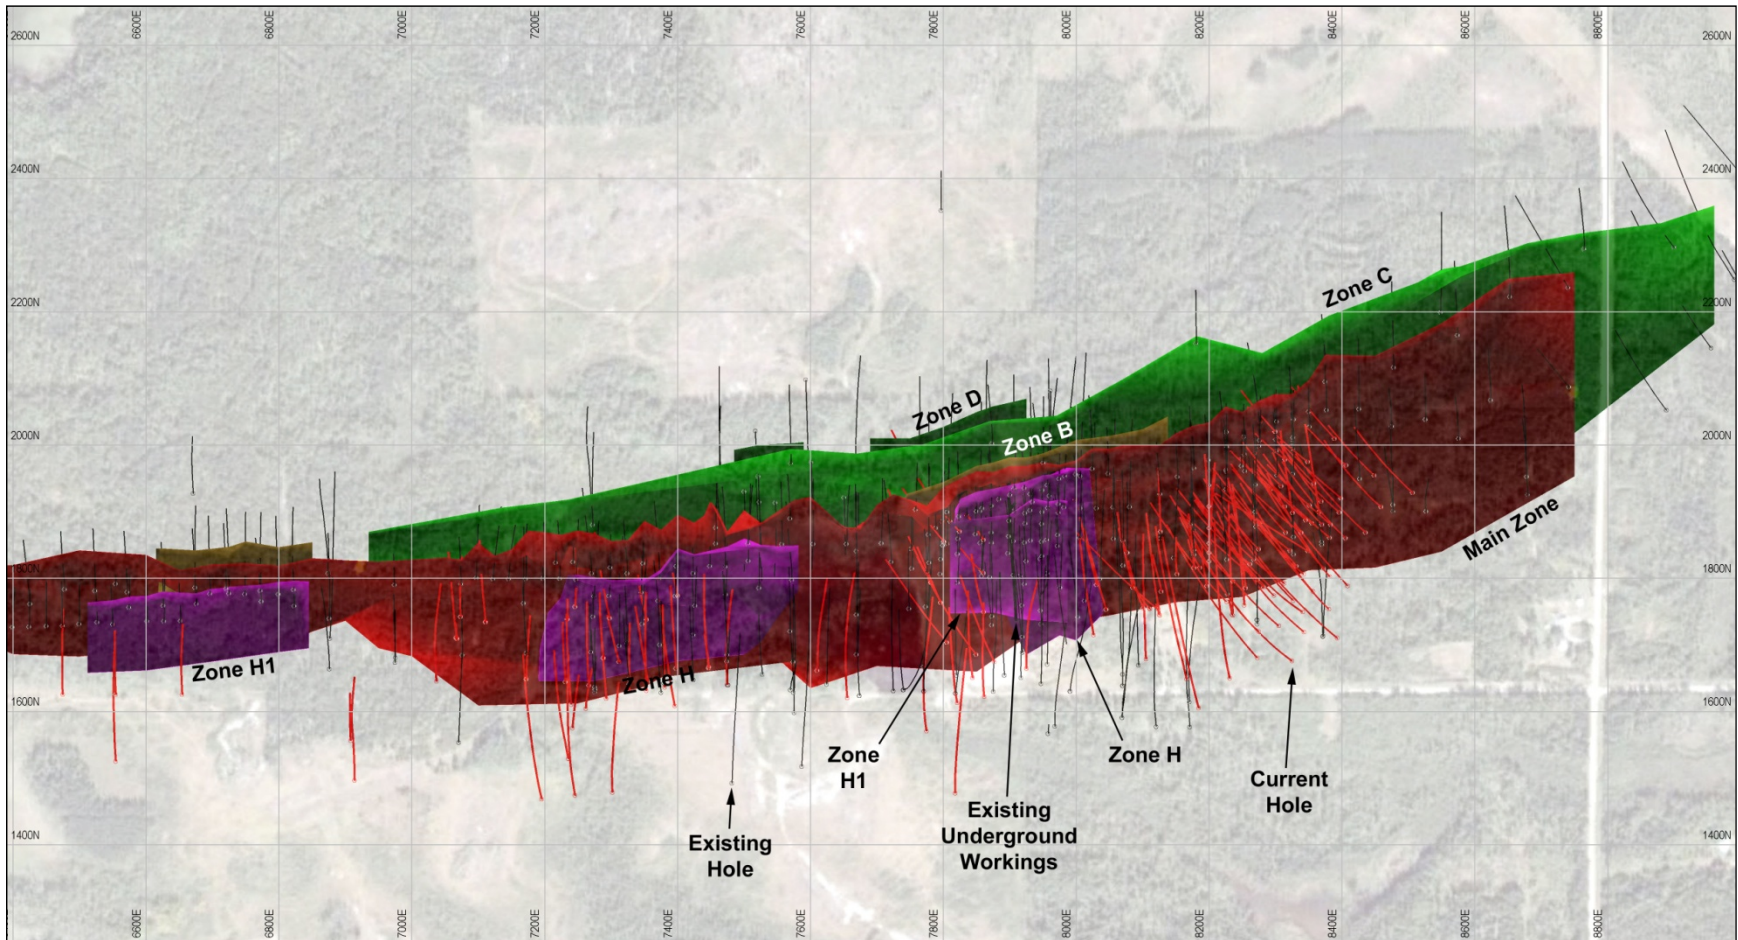 6600E
6800E
7000E
7200E
7400E
7600E
7800E
8000E
8200E
8400E
8600E
8800E
2600N
2600N
2400N
2400N
Zone C
2200N
2200N
Zone D
Zone B
2000N
2000N
Main Zone
1800N
1800N
Zone H1
Zone H
1600N
1600N
Zone
H1
Zone H
Current
Hole
Existing
Underground
Workings
Existing
Hole
1400N
1400N
6600E
6800E
7000E
7200E
7400E
7600E
7800E
8000E
8200E
8400E
8600E
8800E